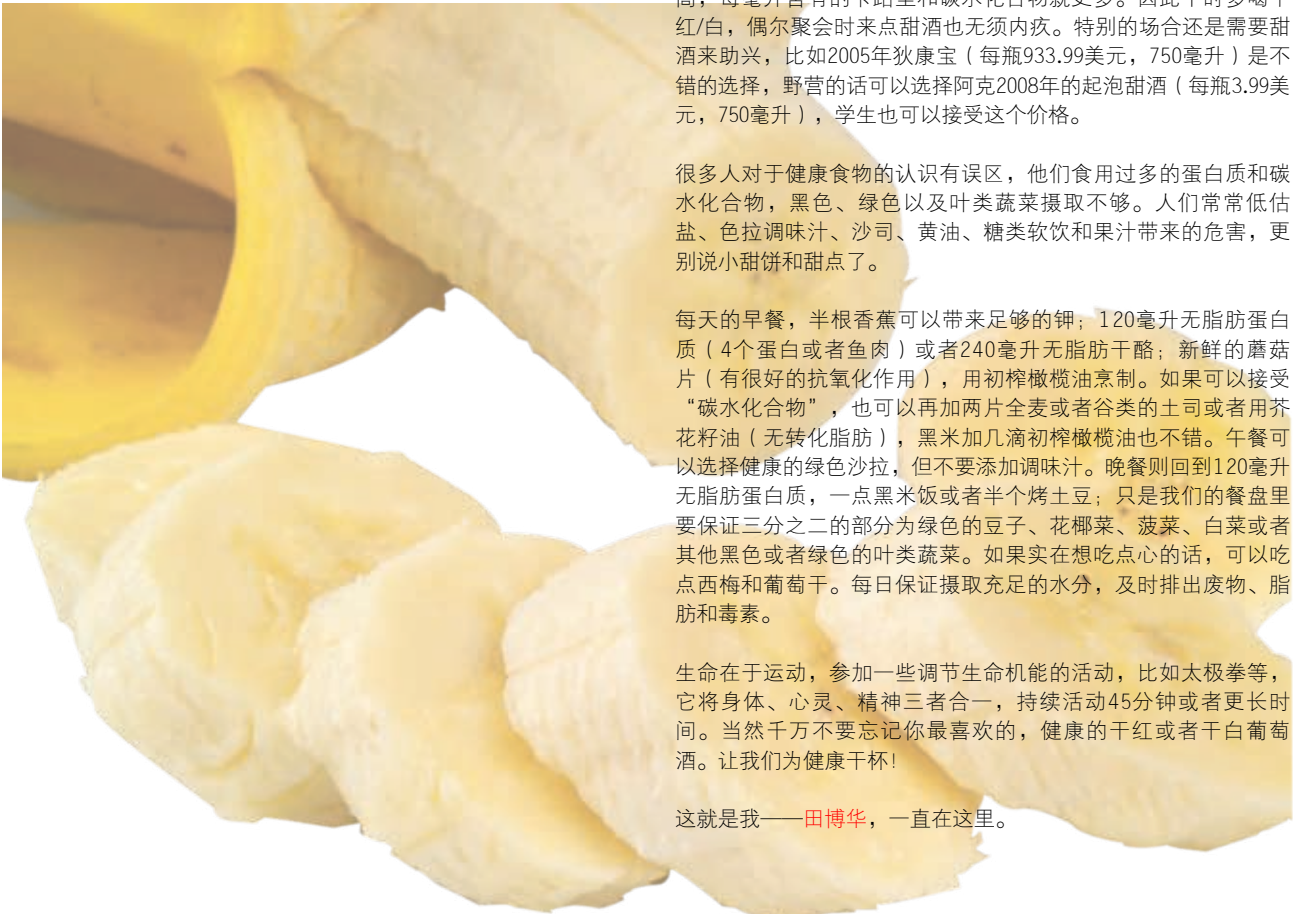 高，每毫升含有的卡路里和碳水化合物就更多。因此平时多喝干
红/白，偶尔聚会时来点甜酒也无须内疚。特别的场合还是需要甜
酒来助兴，比如2005年狄康宝（每瓶933.99美元，750毫升）是不
错的选择，野营的话可以选择阿克2008年的起泡甜酒（每瓶3.99美
元，750毫升），学生也可以接受这个价格。
很多人对于健康食物的认识有误区，他们食用过多的蛋白质和碳
水化合物，黑色、绿色以及叶类蔬菜摄取不够。人们常常低估
盐、色拉调味汁、沙司、黄油、糖类软饮和果汁带来的危害，更
别说小甜饼和甜点了。
每天的早餐，半根香蕉可以带来足够的钾；120毫升无脂肪蛋白
质（4个蛋白或者鱼肉）或者240毫升无脂肪干酪；新鲜的蘑菇
片（有很好的抗氧化作用），用初榨橄榄油烹制。如果可以接受
“碳水化合物”，也可以再加两片全麦或者谷类的土司或者用芥
花籽油（无转化脂肪），黑米加几滴初榨橄榄油也不错。午餐可
以选择健康的绿色沙拉，但不要添加调味汁。晚餐则回到120毫升
无脂肪蛋白质，一点黑米饭或者半个烤土豆；只是我们的餐盘里
要保证三分之二的部分为绿色的豆子、花椰菜、菠菜、白菜或者
其他黑色或者绿色的叶类蔬菜。如果实在想吃点心的话，可以吃
点西梅和葡萄干。每日保证摄取充足的水分，及时排出废物、脂
肪和毒素。
生命在于运动，参加一些调节生命机能的活动，比如太极拳等，
它将身体、心灵、精神三者合一，持续活动45分钟或者更长时
间。当然千万不要忘记你最喜欢的，健康的干红或者干白葡萄
酒。让我们为健康干杯！
这就是我——田博华，一直在这里。